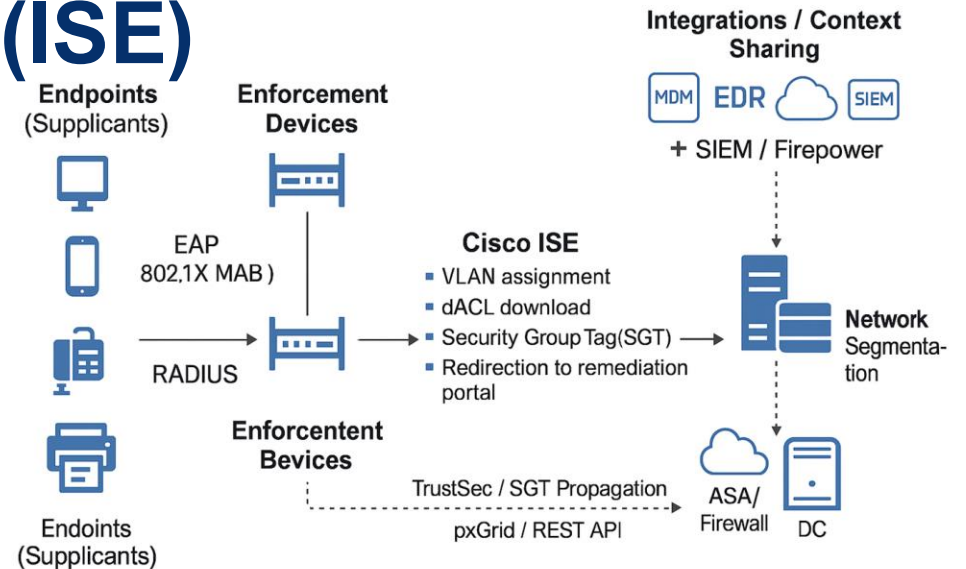 (ISE)
Endpoints
(Supplicants)
Enforcement
Devices
Integrations / Context
Sharing
MDM
EDR
SIEM
+ SIEM / Firepower
EAP
802,1X MAB)
RADIUS
Cisco ISE
▪ VLAN assignment
▪ dACL download
▪ Security Group Tag(SGT)
▪ Redirection to remediation
portal
Network
Segmenta-
tion
Enforcentent
Bevices
TrustSec / SGT Propagation
pxGrid / REST API
ASA/
Firewall
DC
Endoints
(Supplicants)